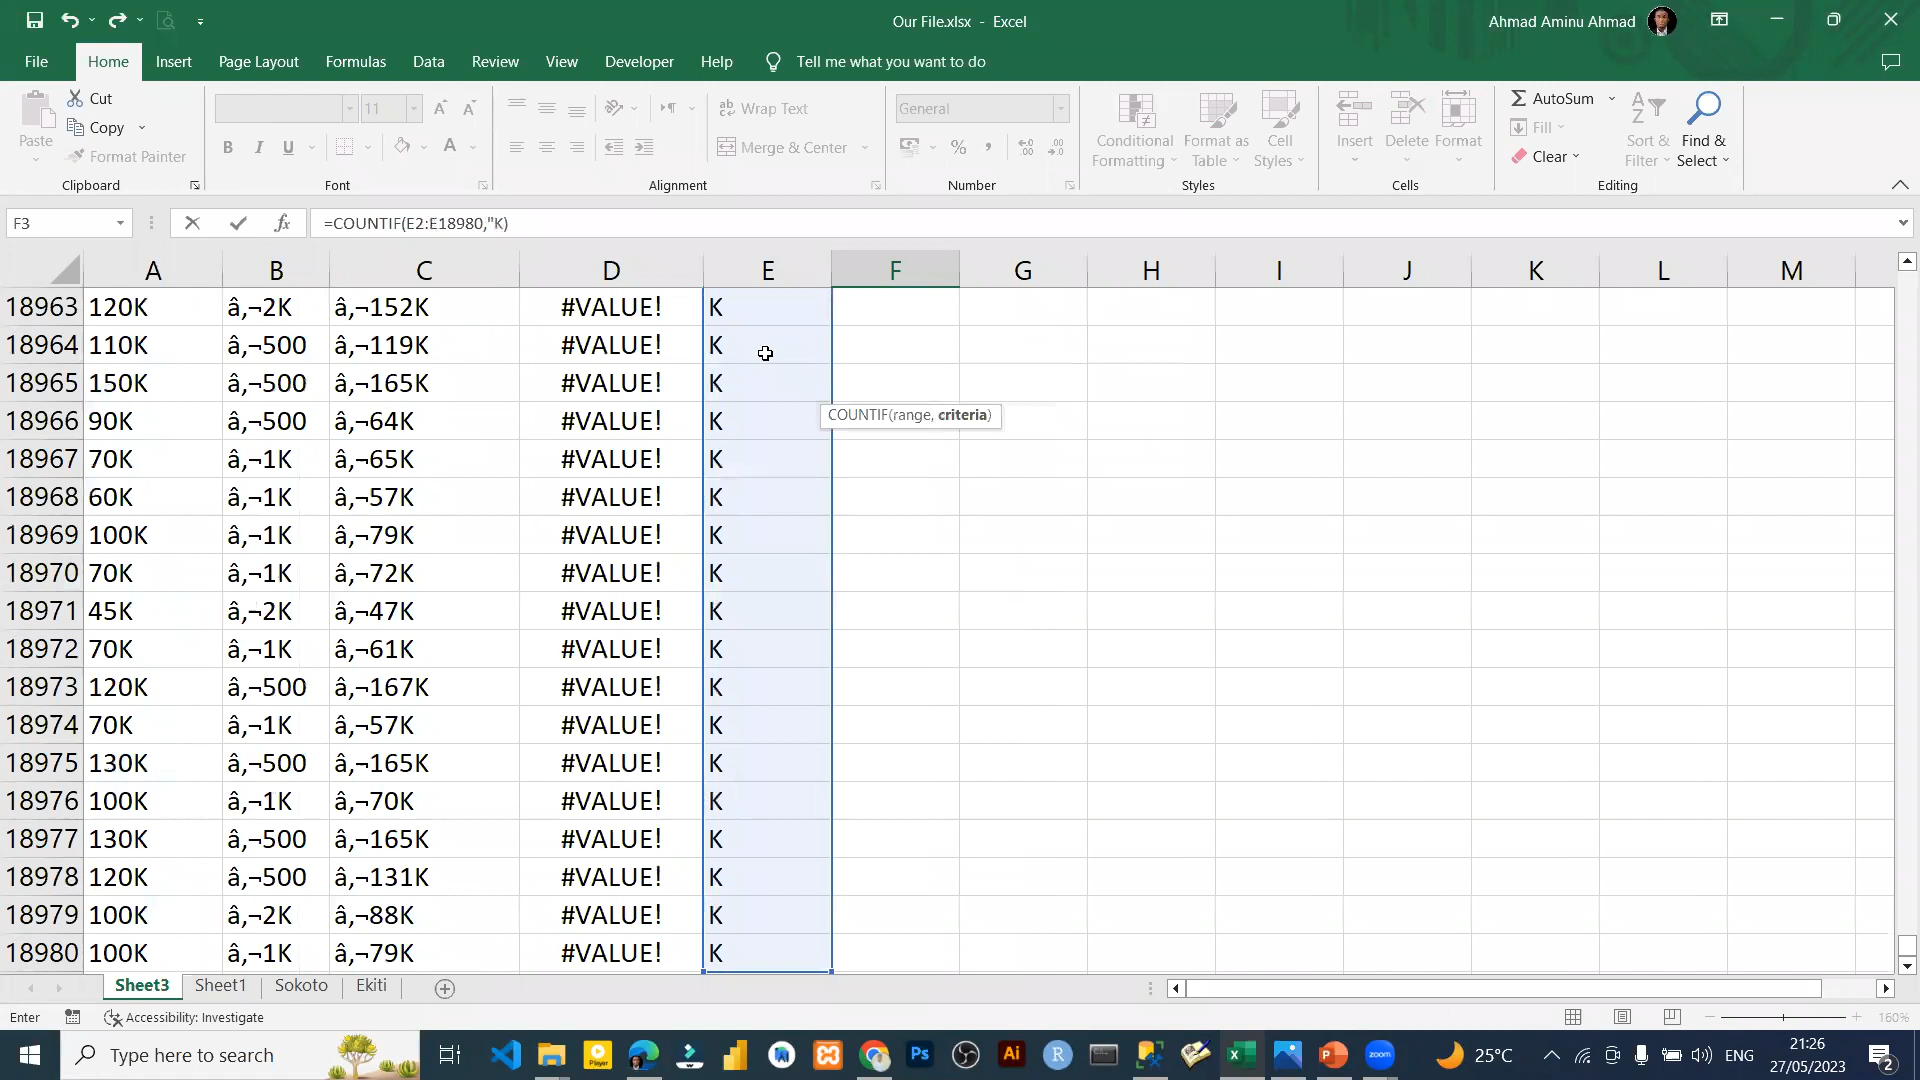 Our File.xlsx - Excel
Ahmad Aminu Ahmad
File Home Insert Page Layout Formulas Data Review View Developer Help Tell me what you want to do
Cut
Copy
Format Painter
Paste
Clipboard
11
B I U
A
Font
ab Wrap Text
Merge & Center
Alignment
General
%
Number
Conditional Formatting
Format as Table
Cell Styles
Styles
Insert Delete Format
Cells
AutoSum
Fill
Clear
Sort & Filter
Find & Select
Editing
F3
fx
=COUNTIF(E2:E18980,"K)
A B C D E F G H I J K L M
18963 120K â‚¬2K â‚¬152K #VALUE! K
18964 110K â‚¬500 â‚¬119K #VALUE! K
18965 150K â‚¬500 â‚¬165K #VALUE! K
COUNTIF(range, criteria)
18966 90K â‚¬500 â‚¬64K #VALUE! K
18967 70K â‚¬1K â‚¬65K #VALUE! K
18968 60K â‚¬1K â‚¬57K #VALUE! K
18969 100K â‚¬1K â‚¬79K #VALUE! K
18970 70K â‚¬1K â‚¬72K #VALUE! K
18971 45K â‚¬2K â‚¬47K #VALUE! K
18972 70K â‚¬1K â‚¬61K #VALUE! K
18973 120K â‚¬500 â‚¬167K #VALUE! K
18974 70K â‚¬1K â‚¬57K #VALUE! K
18975 130K â‚¬500 â‚¬165K #VALUE! K
18976 100K â‚¬1K â‚¬70K #VALUE! K
18977 130K â‚¬500 â‚¬165K #VALUE! K
18978 120K â‚¬500 â‚¬131K #VALUE! K
18979 100K â‚¬2K â‚¬88K #VALUE! K
18980 100K â‚¬1K â‚¬79K #VALUE! K
Sheet3 Sheet1 Sokoto Ekiti
Enter Accessibility: Investigate 160%
Type here to search
Player
Ps
Ai
R
zoom
25°C
ENG
21:26
27/05/2023
2